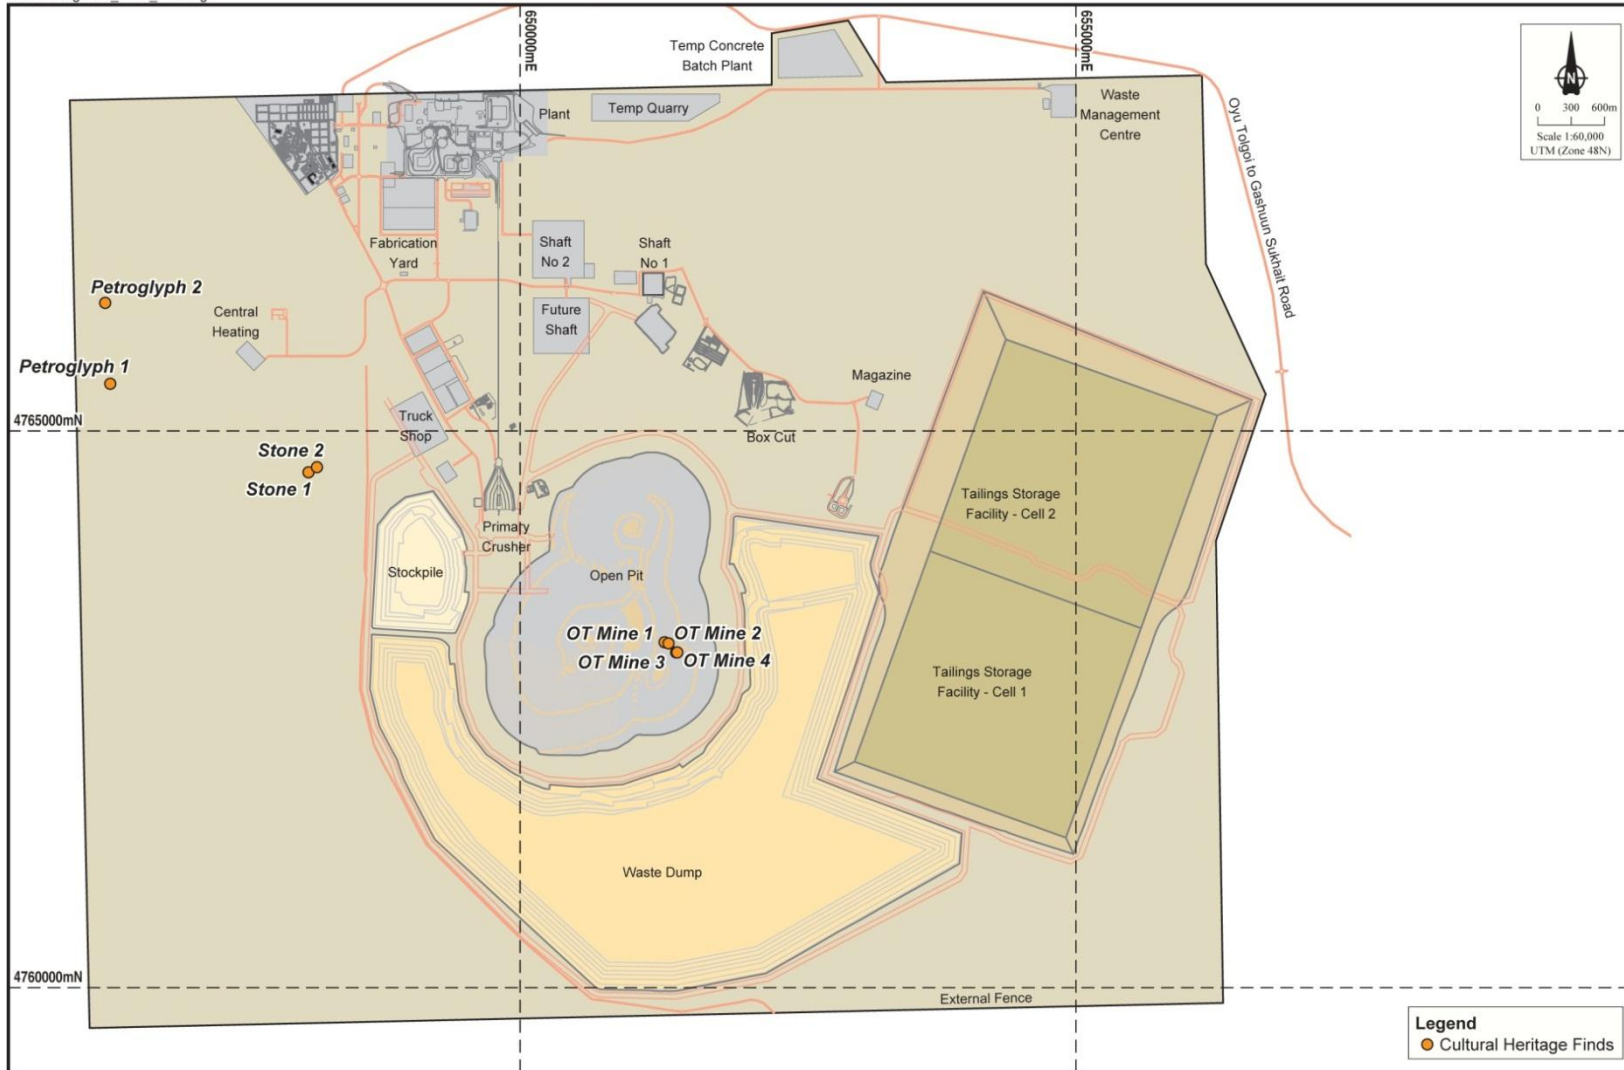 650000mE
655000mE
Temp Concrete
Batch Plant
N
0 300 600m
Scale 1:60,000
UTM (Zone 48N)
Plant
Temp Quarry
Waste
Management
Centre
Oyu Tolgoi to Gashuun Sukhait Road
Fabrication
Yard
Shaft
No 2
Shaft
No 1
Petroglyph 2
Central
Heating
Future
Shaft
Petroglyph 1
Magazine
4765000mN
Truck
Shop
Box Cut
Stone 2
Stone 1
Tailings Storage
Facility - Cell 2
Primary
Crusher
Stockpile
Open Pit
OT Mine 1
OT Mine 2
OT Mine 3
OT Mine 4
Tailings Storage
Facility - Cell 1
Waste Dump
4760000mN
External Fence
Legend
Cultural Heritage Finds